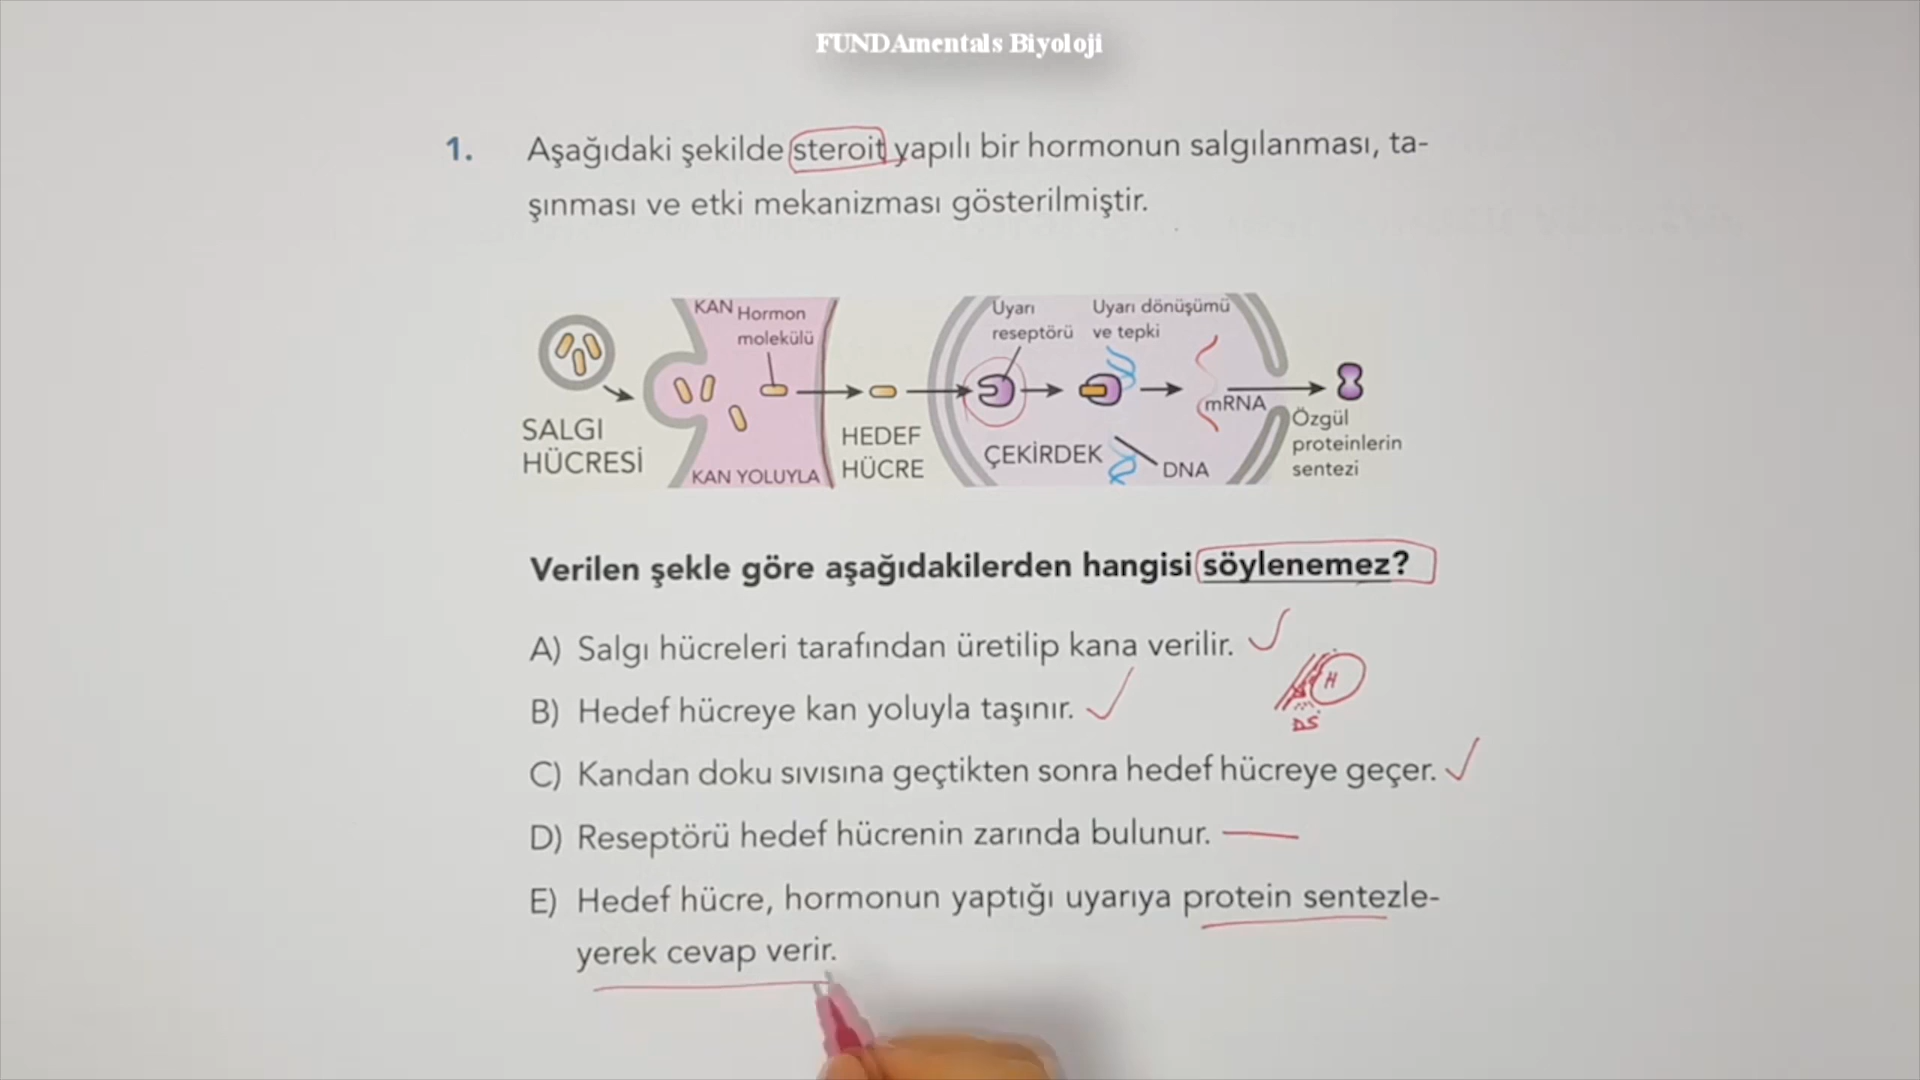 FUNDAmentals Biyoloji
1. Aşağıdaki şekilde steroit yapılı bir hormonun salgılanması, ta-
şınması ve etki mekanizması gösterilmiştir.
KAN
Hormon
molekülü
Uyarı
reseptörü
Uyarı dönüşümü
ve tepki
SALGI
HÜCRESİ
KAN YOLUYLA
HEDEF
HÜCRE
ÇEKİRDEK
DNA
mRNA
Özgül
proteinlerin
sentezi
Verilen şekle göre aşağıdakilerden hangisi söylenemez?
A) Salgı hücreleri tarafından üretilip kana verilir.
B) Hedef hücreye kan yoluyla taşınır.
H
DS
C) Kandan doku sıvısına geçtikten sonra hedef hücreye geçer.
D) Reseptörü hedef hücrenin zarında bulunur.
E) Hedef hücre, hormonun yaptığı uyarıya protein sentezle-
yerek cevap verir.